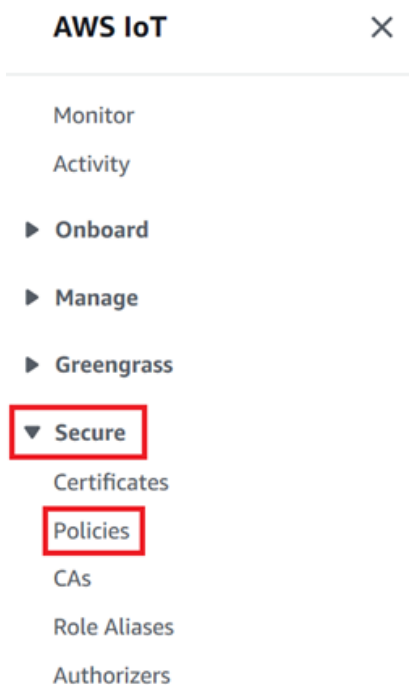 AWS IoT
Monitor
Activity
Onboard
Manage
Greengrass
Secure
Certificates
Policies
CAs
Role Aliases
Authorizers